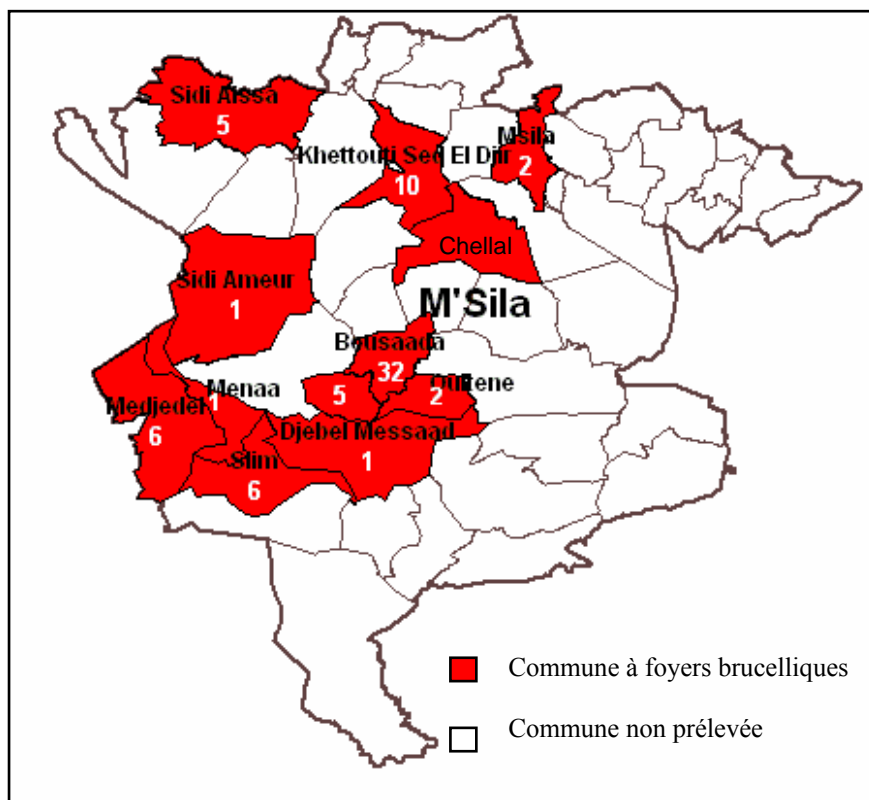 Sidi Aissa
5
Khettouti Sed El Djir
10
Msila
2
Chellal
Sidi Ameur
1
M'Sila
Bousaada
32
Menaa
1
5
Oultene
2
Medjedel
6
Djebel Messaad
1
Slim
6
Commune à foyers brucelliques
Commune non prélevée